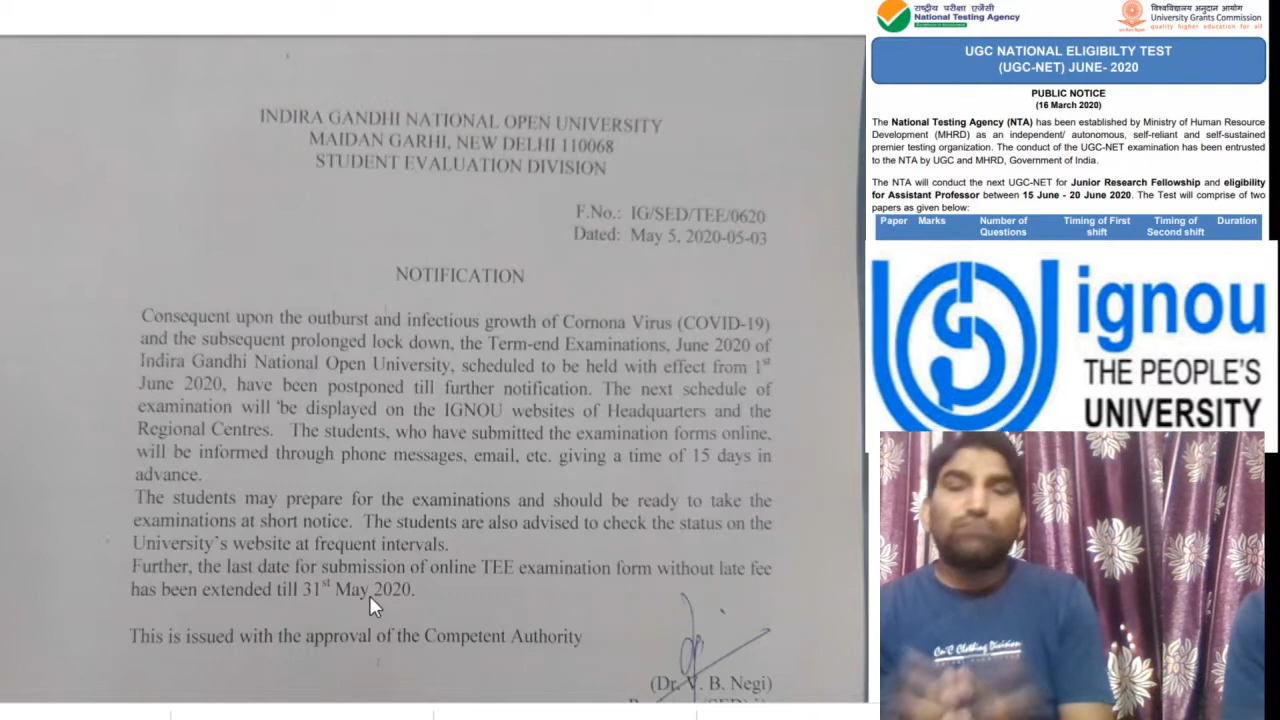 INDIRA GANDHI NATIONAL OPEN UNIVERSITY
MAIDAN GARHI, NEW DELHI 110068
STUDENT EVALUATION DIVISION
F.No.: IG/SED/TEE/0620
Dated: May 5, 2020-05-03
NOTIFICATION
Consequent upon the outburst and infectious growth of Cornona Virus (COVID-19)
and the subsequent prolonged lock down, the Term-end Examinations, June 2020 of
Indira Gandhi National Open University, scheduled to be held with effect from 1st
June 2020, have been postponed till further notification. The next schedule of
examination will be displayed on the IGNOU websites of Headquarters and the
Regional Centres. The students, who have submitted the examination forms online,
will be informed through phone messages, email, etc. giving a time of 15 days in
advance.
The students may prepare for the examinations and should be ready to take the
examinations at short notice. The students are also advised to check the status on the
University's website at frequent intervals.
Further, the last date for submission of online TEE examination form without late fee
has been extended till 31st May 2020.
This is issued with the approval of the Competent Authority
(Dr. V. B. Negi)
राष्ट्रीय परीक्षा एजेंसी
National Testing Agency
विश्वविद्यालय अनुदान आयोग
University Grants Commission
quality higher education for all
UGC NATIONAL ELIGIBILTY TEST
(UGC-NET) JUNE- 2020
PUBLIC NOTICE
(16 March 2020)
The National Testing Agency (NTA) has been established by Ministry of Human Resource
Development (MHRD) as an independent/ autonomous, self-reliant and self-sustained
premier testing organization. The conduct of the UGC-NET examination has been entrusted
to the NTA by UGC and MHRD, Government of India.
The NTA will conduct the next UGC-NET for Junior Research Fellowship and eligibility
for Assistant Professor between 15 June - 20 June 2020. The Test will comprise of two
papers as given below:
Paper Marks Number of Questions Timing of First shift Timing of Second shift Duration
ignou
THE PEOPLE'S
UNIVERSITY
Cn'C Clothing Division